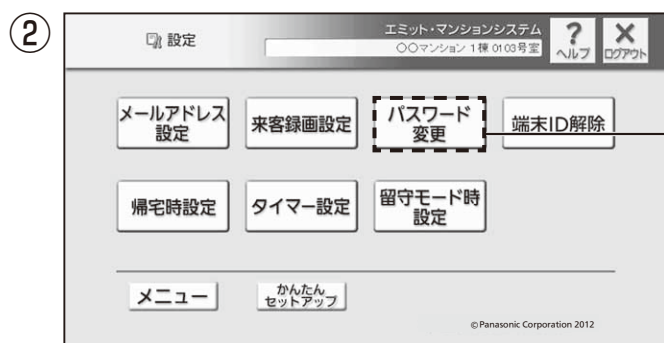 ②
設定
エミット・マンションシステム
〇〇マンション 1棟 0103号室
?
ヘルプ
×
ログアウト
メールアドレス
設定
来客録画設定
パスワード
変更
端末ID解除
帰宅時設定
タイマー設定
留守モード時
設定
メニュー
かんたん
セットアップ
©Panasonic Corporation 2012